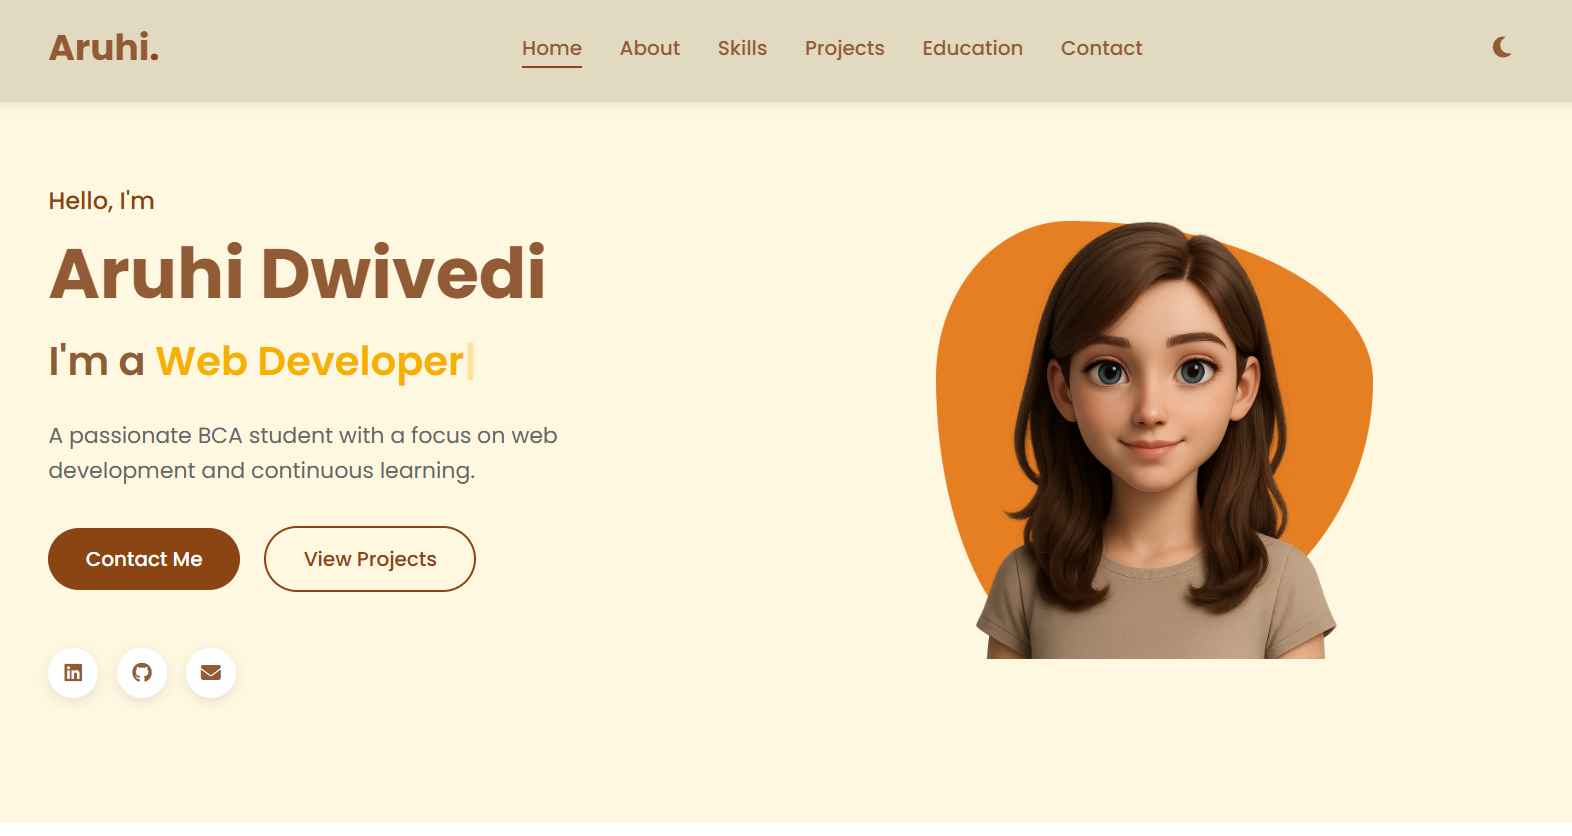 Aruhi.
Home About Skills Projects Education Contact
Hello, I'm
Aruhi Dwivedi
I'm a Web Developer
A passionate BCA student with a focus on web
development and continuous learning.
Contact Me View Projects